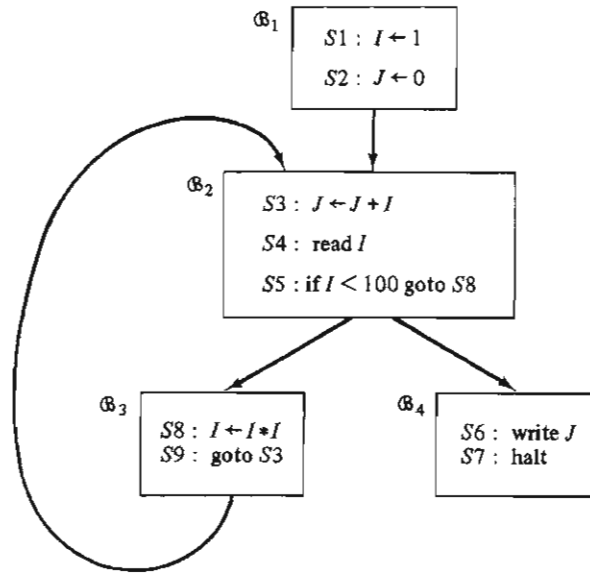 ℬ1
S1 : I ← 1
S2 : J ← 0
ℬ2
S3 : J ← J + I
S4 : read I
S5 : if I < 100 goto S8
ℬ3
S8 : I ← I * I
S9 : goto S3
ℬ4
S6 : write J
S7 : halt